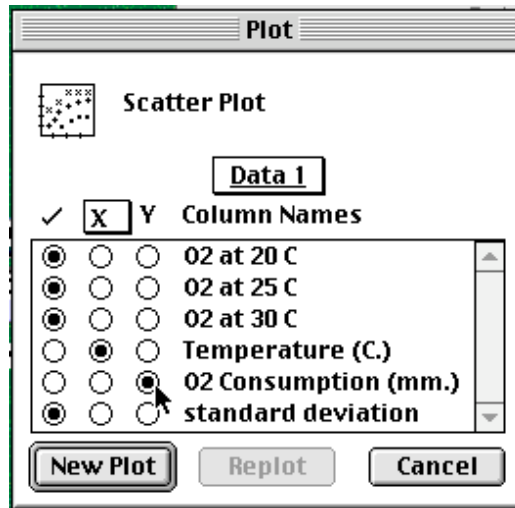 Plot
Scatter Plot
Data 1
✓ X Y Column Names
O2 at 20 C
O2 at 25 C
O2 at 30 C
Temperature (C.)
O2 Consumption (mm.)
standard deviation
New Plot Replot Cancel